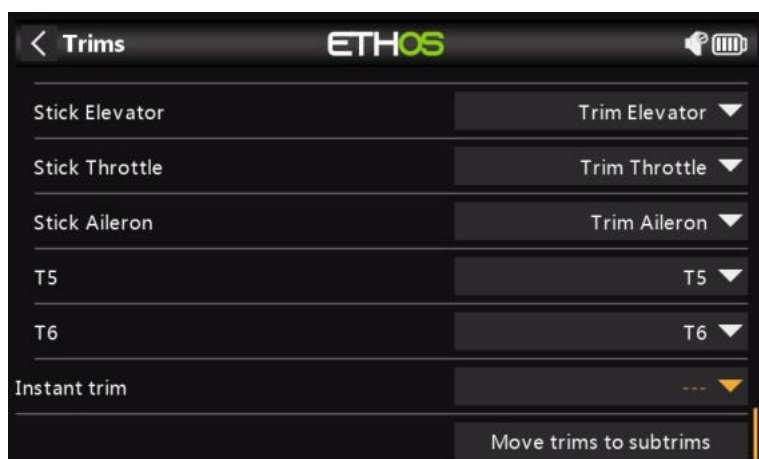 Trims ETHOS
Stick Elevator Trim Elevator
Stick Throttle Trim Throttle
Stick Aileron Trim Aileron
T5 T5
T6 T6
Instant trim ---
Move trims to subtrims